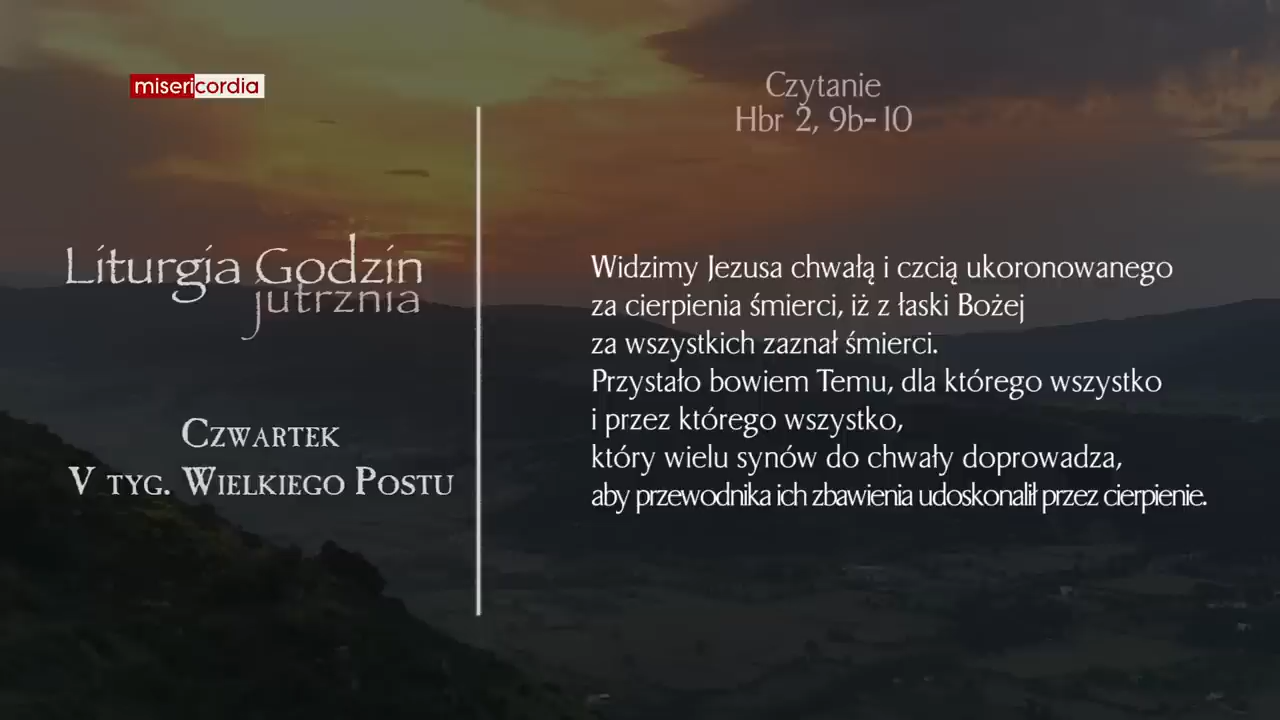 misericordia
Liturgia Godzin
jutrznia
Czwartek
V tyg. Wielkiego Postu
Czytanie
Hbr 2, 9b-10
Widzimy Jezusa chwałą i czcią ukoronowanego
za cierpienia śmierci, iż z łaski Bożej
za wszystkich zaznał śmierci.
Przystało bowiem Temu, dla którego wszystko
i przez którego wszystko,
który wielu synów do chwały doprowadza,
aby przewodnika ich zbawienia udoskonalił przez cierpienie.